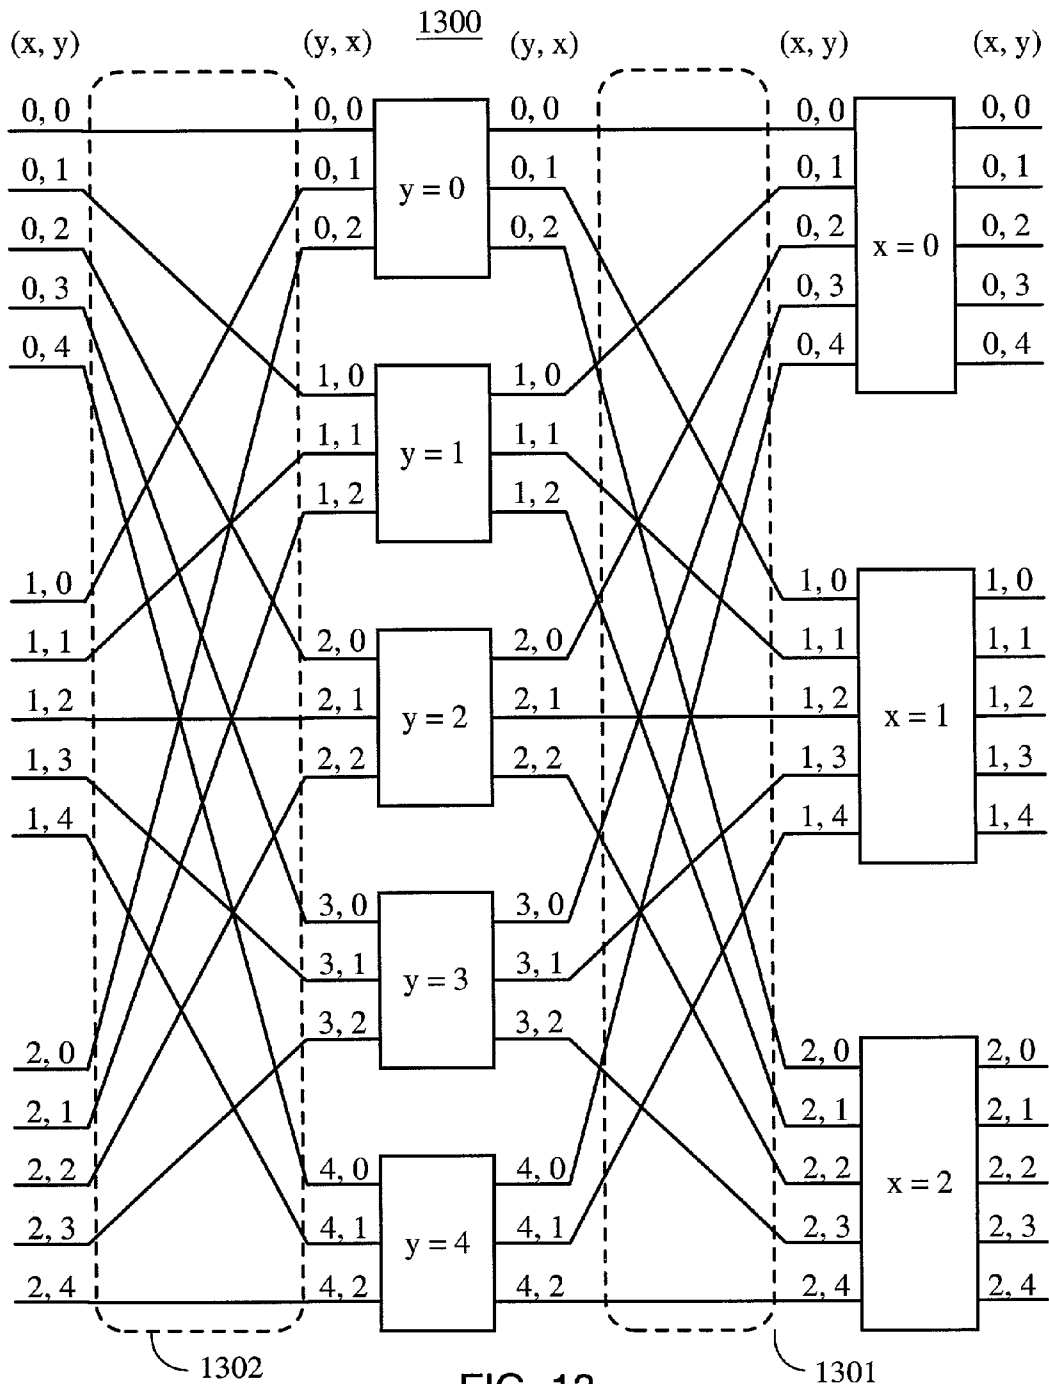 1300
(x, y) (y, x) (y, x) (x, y) (x, y)
0, 0 0, 0 0, 0 0, 0 0, 0
0, 1 0, 1 y = 0 0, 1 0, 1 0, 1
0, 2 0, 2 0, 2 0, 2 x = 0 0, 2
0, 3 0, 3 0, 3
0, 4 1, 0 1, 0 0, 4 0, 4
1, 1 y = 1 1, 1
1, 2 1, 2
1, 0 1, 0 1, 0
1, 1 2, 0 2, 0 1, 1 1, 1
1, 2 2, 1 y = 2 2, 1 1, 2 x = 1 1, 2
1, 3 2, 2 2, 2 1, 3 1, 3
1, 4 1, 4 1, 4
3, 0 3, 0
3, 1 y = 3 3, 1
3, 2 3, 2
2, 0 2, 0 2, 0
2, 1 2, 1 2, 1
2, 2 4, 0 4, 0 2, 2 x = 2 2, 2
2, 3 4, 1 y = 4 4, 1 2, 3 2, 3
2, 4 4, 2 4, 2 2, 4 2, 4
1302 1301